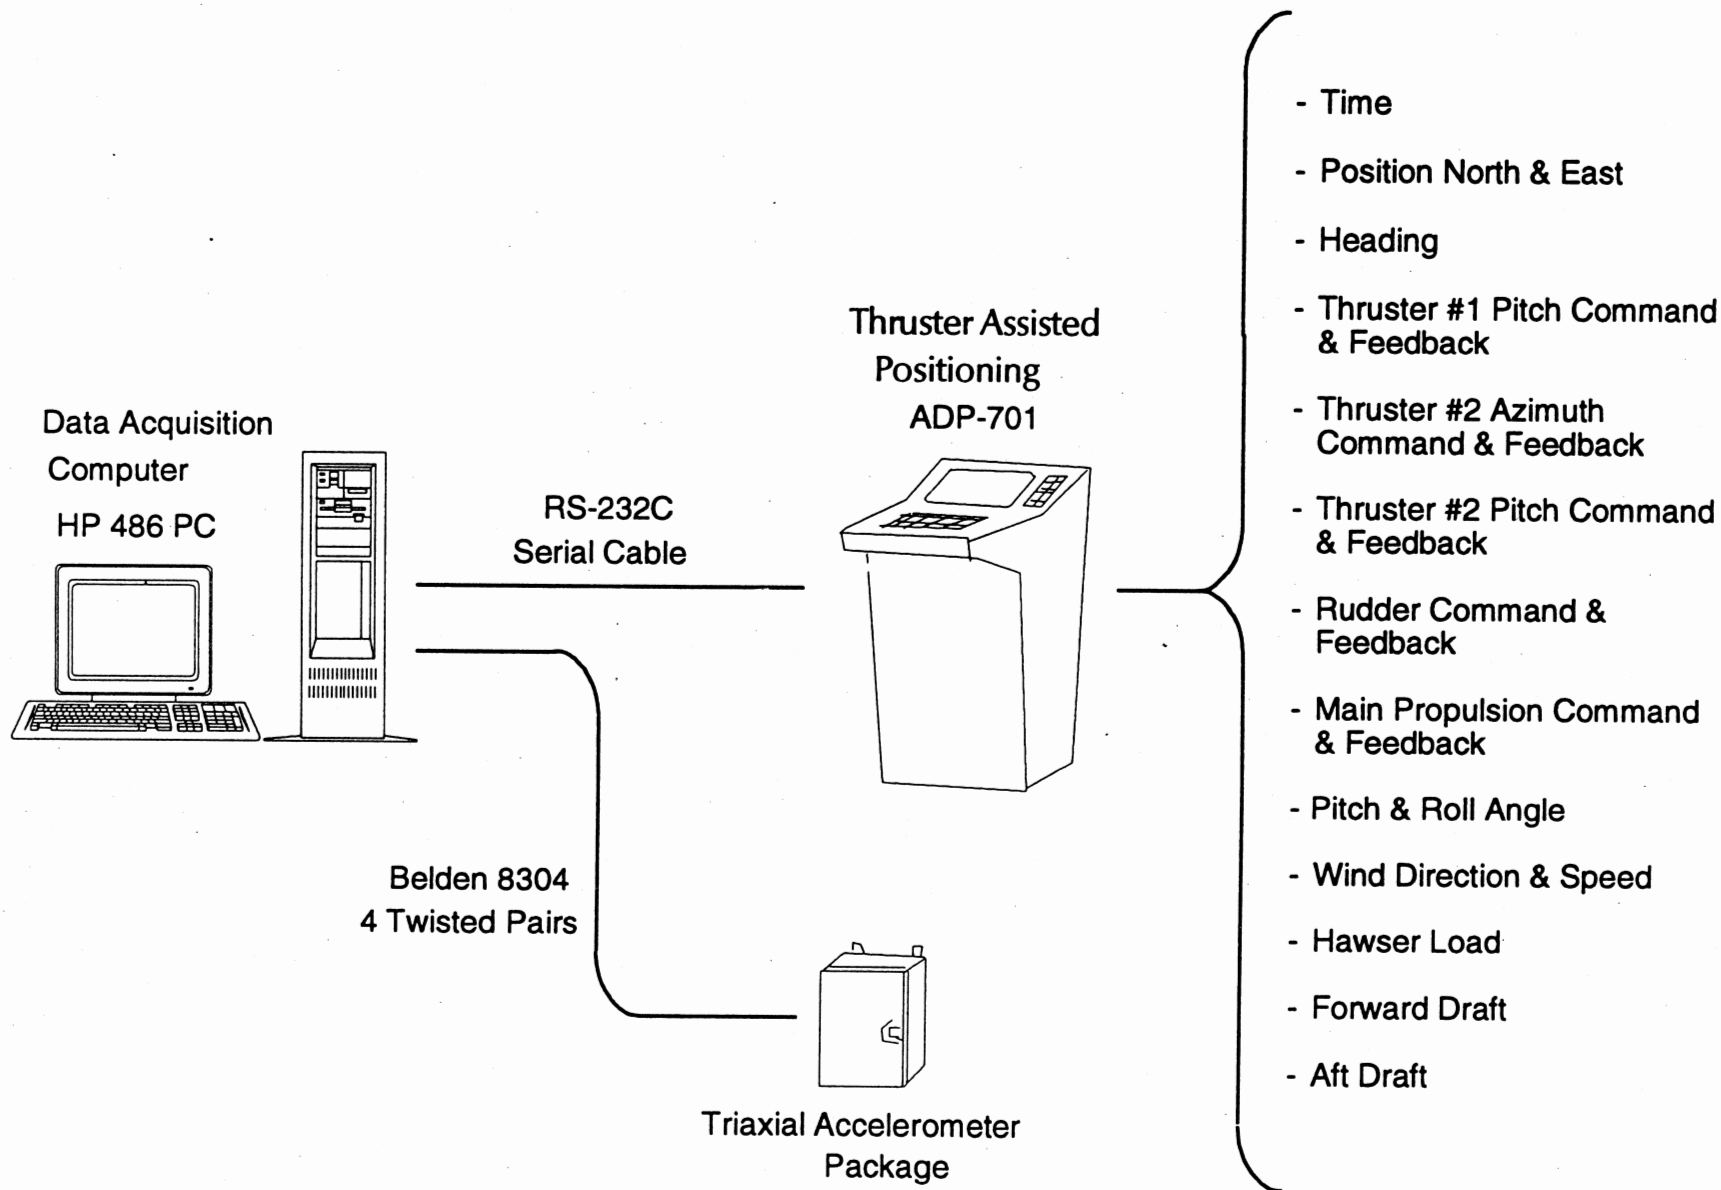 Data Acquisition
Computer
HP 486 PC
RS-232C
Serial Cable
Belden 8304
4 Twisted Pairs
Thruster Assisted
Positioning
ADP-701
Triaxial Accelerometer
Package
- Time
- Position North & East
- Heading
- Thruster #1 Pitch Command
& Feedback
- Thruster #2 Azimuth
Command & Feedback
- Thruster #2 Pitch Command
& Feedback
- Rudder Command &
Feedback
- Main Propulsion Command
& Feedback
- Pitch & Roll Angle
- Wind Direction & Speed
- Hawser Load
- Forward Draft
- Aft Draft